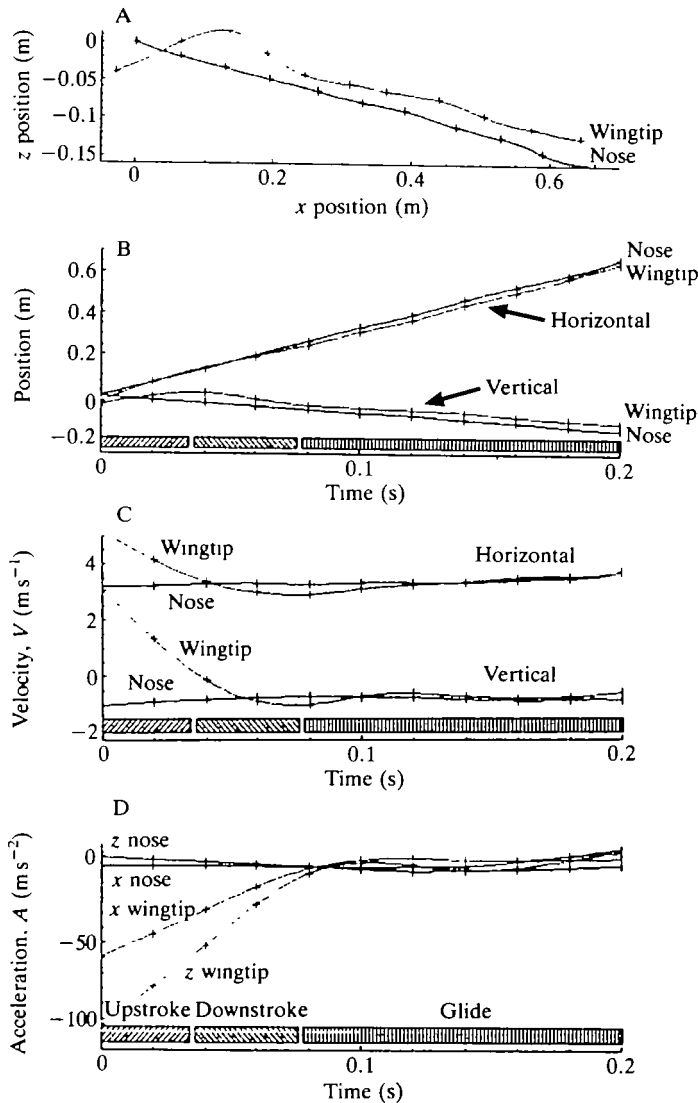 A
z position (m)
0
−0.05
−0.1
−0.15
Wingtip
Nose
0
0.2
0.4
0.6
x position (m)
B
Position (m)
0.6
0.4
0.2
0
−0.2
Nose
Wingtip
Horizontal
Vertical
Wingtip
Nose
0
0.1
0.2
Time (s)
C
Velocity, V (m s⁻¹)
4
2
0
−2
Wingtip
Horizontal
Nose
Wingtip
Nose
Vertical
0
0.1
0.2
Time (s)
D
Acceleration, A (m s⁻²)
0
−50
−100
z nose
x nose
x wingtip
z wingtip
Upstroke
Downstroke
Glide
0
0.1
0.2
Time (s)